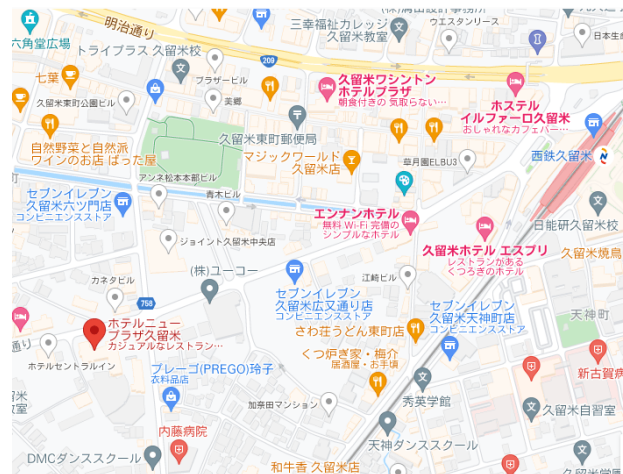 明治通り
六角堂広場
トライプラス 久留米校
三幸福祉カレッジ
久留米教室
ウエスタンリース
日本生
七葉
ブラザービル
209
久留米ワシントン
ホテルプラザ
朝食付きの 気取らない…
ホステル
イルファーロ久留米
おしゃれなカフェバー…
久留米東町公園ビル
美郷
久留米東町郵便局
自然野菜と自然派
ワインのお店 ばった屋
マジックワールド
久留米店
草月園ELBU3
西鉄久留米
アンネ松本本部ビル
セブンイレブン
久留米六ツ門店
コンビニエンスストア
青木ビル
エンナンホテル
無料 Wi-Fi 完備の
シンプルなホテル
日能研久留米校
ジョイント久留米中央店
久留米ホテル エスプリ
レストランがある
くつろぎのホテル
久留米焼鳥
カネタビル
(株)ユーコー
江崎ビル
セブンイレブン
久留米広又通り店
コンビニエンスストア
セブンイレブン
久留米天神町店
コンビニエンスストア
天神町
758
ホテルニュー
プラザ久留米
カジュアルなレストラン…
さわ荘うどん東町店
ホテルセントラルイン
くつ炉ぎ家・梅介
居酒屋・お手頃
新古賀病
プレーゴ(PREGO)玲子
衣料品店
秀英学館
久留米自習室
加奈田マンション
内藤病院
天神ダンススクール
DMCダンススクール
和牛香 久留米店